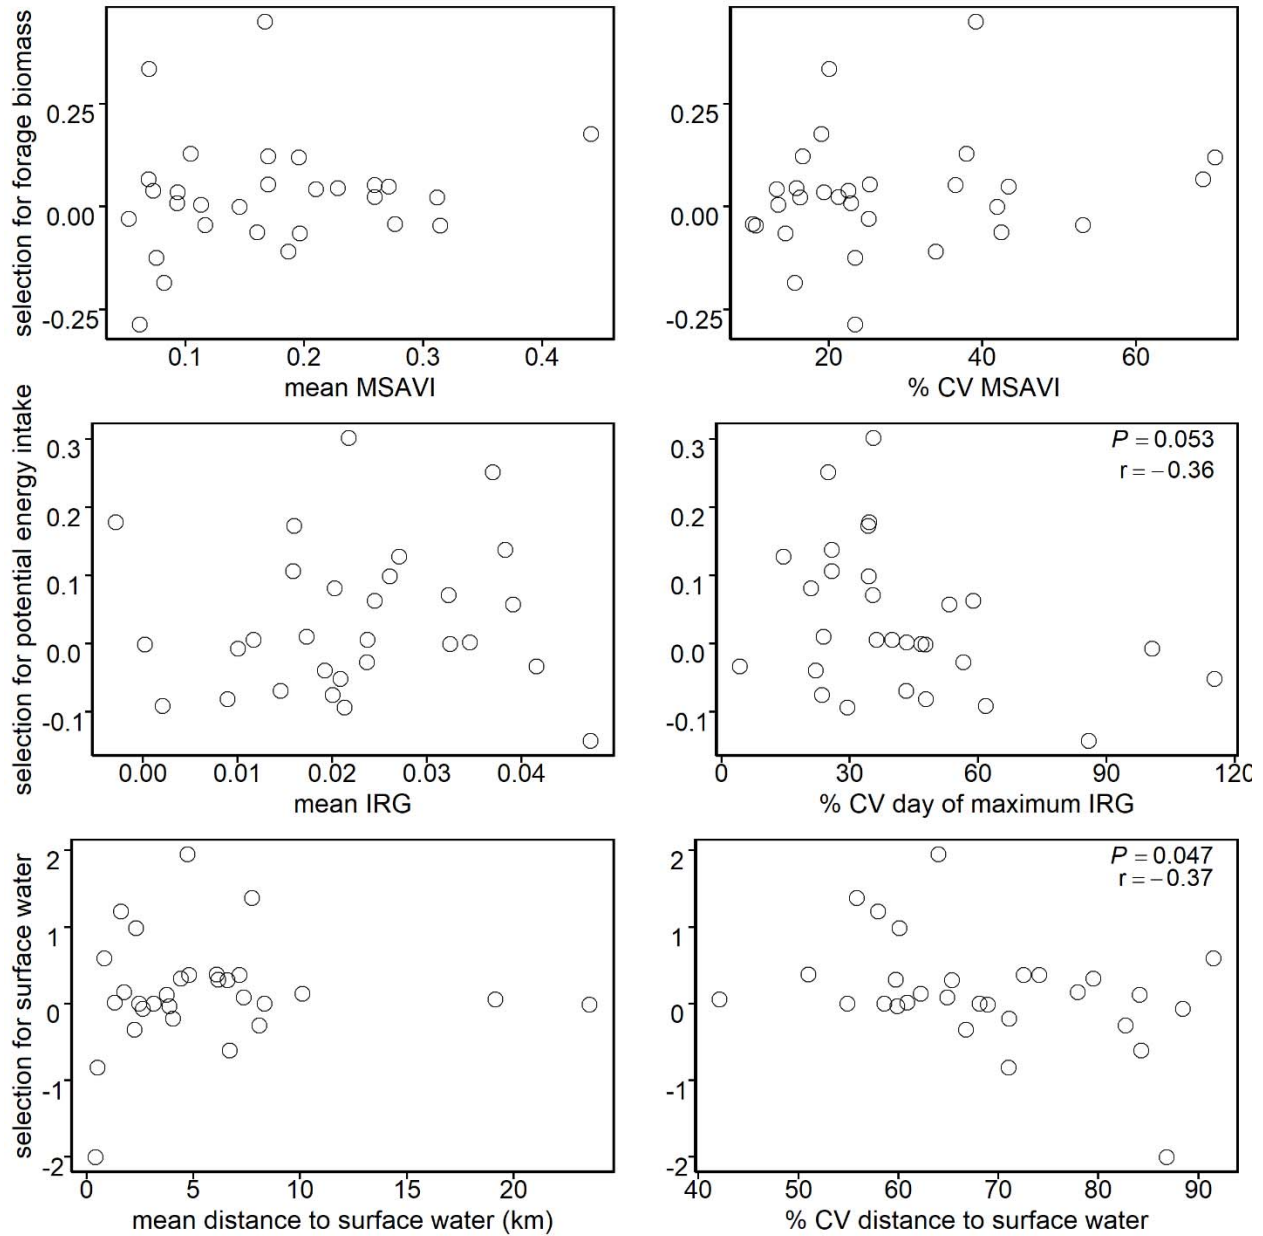 selection for forage biomass
0.25
0.00
-0.25
0.1 0.2 0.3 0.4
mean MSAVI
0.25
0.00
-0.25
20 40 60
% CV MSAVI
selection for potential energy intake
0.3
0.2
0.1
0.0
-0.1
0.00 0.01 0.02 0.03 0.04
mean IRG
P = 0.053
r = −0.36
0.3
0.2
0.1
0.0
-0.1
0 30 60 90 120
% CV day of maximum IRG
selection for surface water
2
1
0
-1
-2
0 5 10 15 20
mean distance to surface water (km)
P = 0.047
r = −0.37
2
1
0
-1
-2
40 50 60 70 80 90
% CV distance to surface water